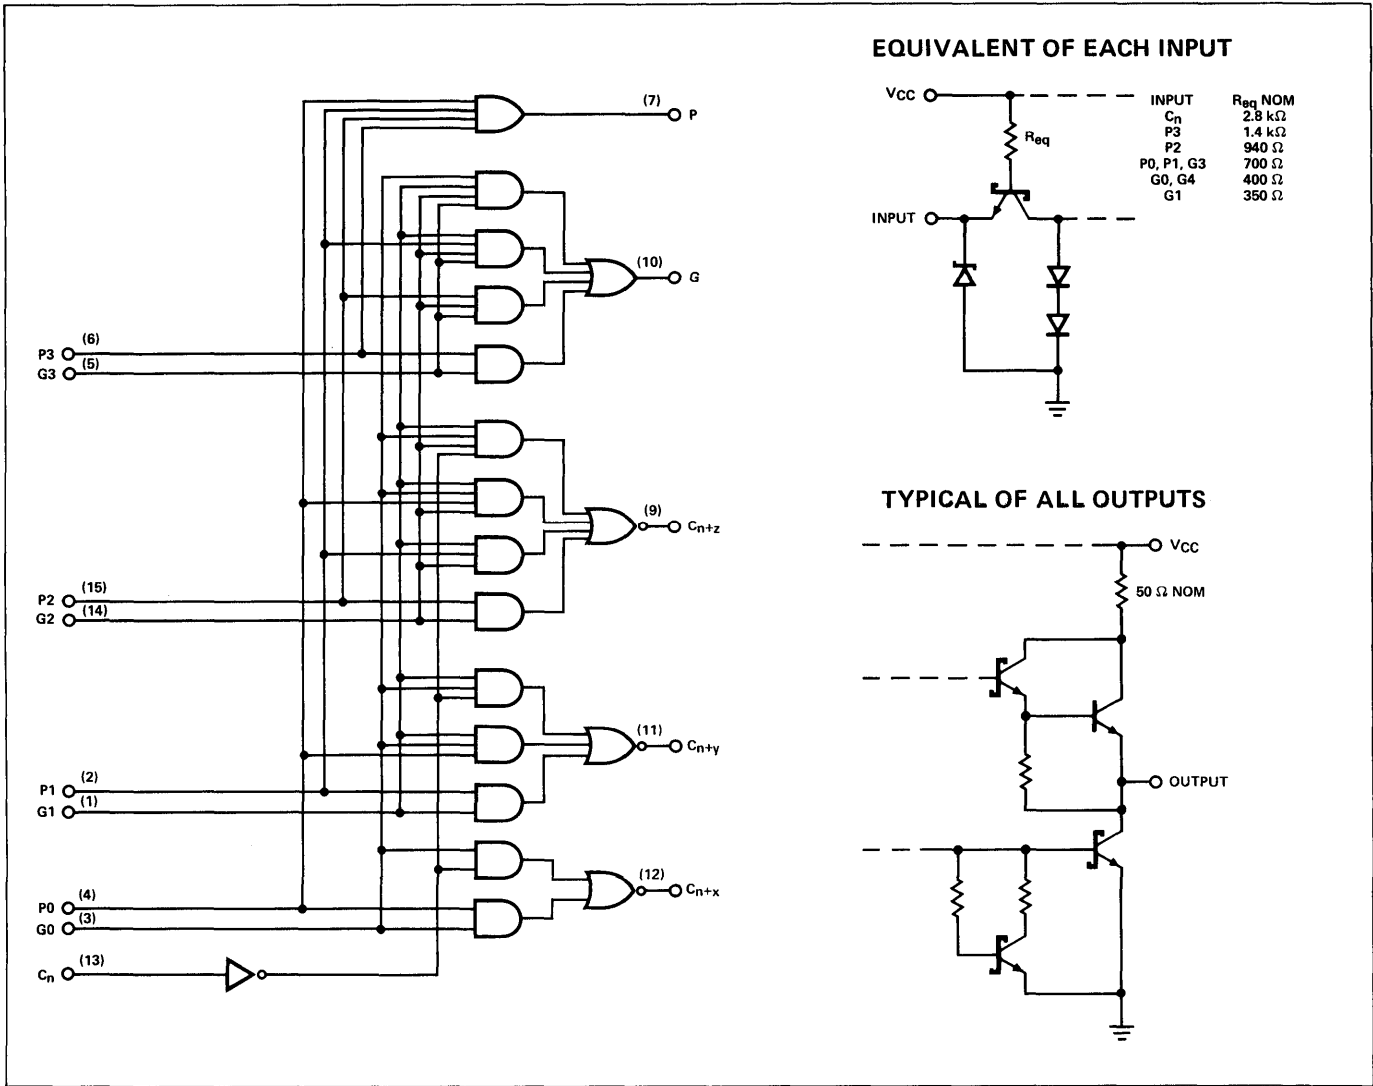 EQUIVALENT OF EACH INPUT
VCC
Req
INPUT
INPUT Req NOM
Cn 2.8 kΩ
P3 1.4 kΩ
P2 940 Ω
P0, P1, G3 700 Ω
G0, G4 400 Ω
G1 350 Ω
(7) P
(10) G
P3 (6)
G3 (5)
(9) Cn+z
P2 (15)
G2 (14)
(11) Cn+y
P1 (2)
G1 (1)
(12) Cn+x
P0 (4)
G0 (3)
Cn (13)
TYPICAL OF ALL OUTPUTS
VCC
50 Ω NOM
OUTPUT